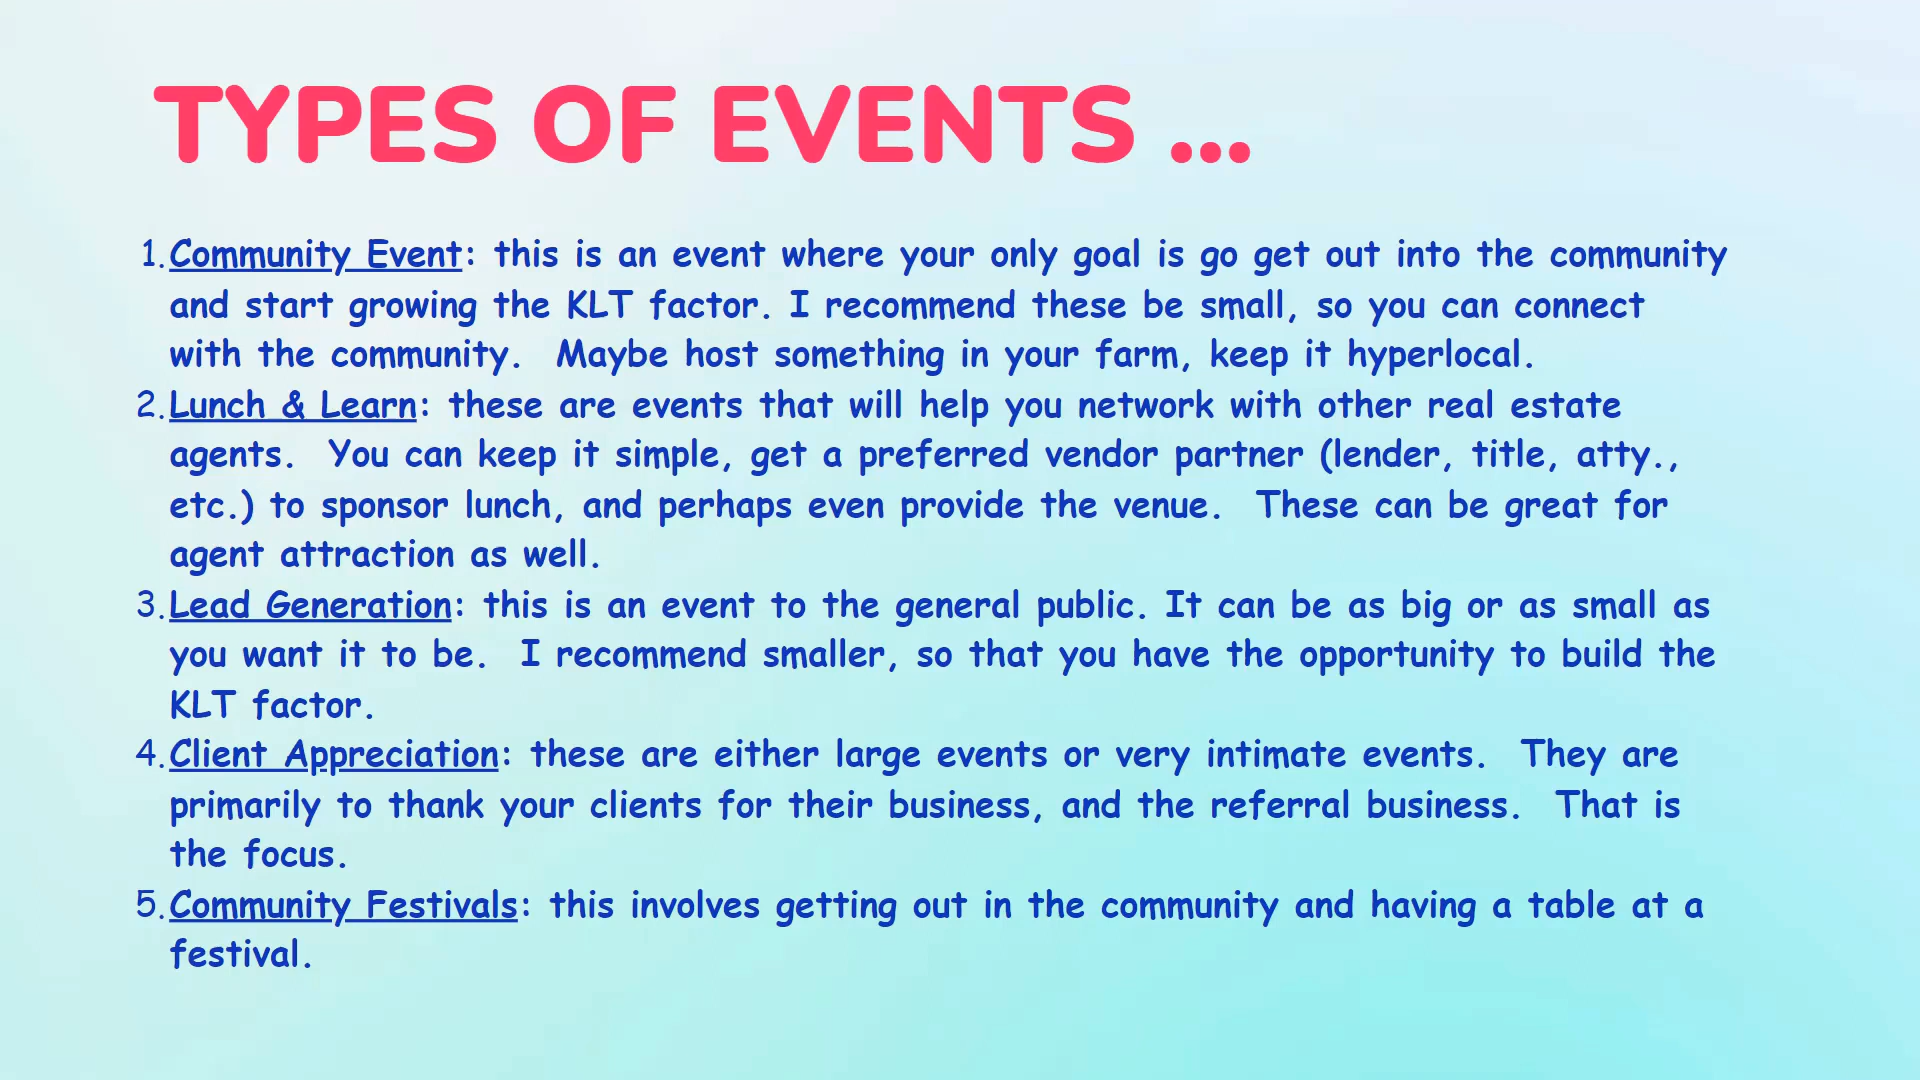 TYPES OF EVENTS ...
1. Community Event: this is an event where your only goal is go get out into the community
and start growing the KLT factor. I recommend these be small, so you can connect
with the community.  Maybe host something in your farm, keep it hyperlocal.
2. Lunch & Learn: these are events that will help you network with other real estate
agents.  You can keep it simple, get a preferred vendor partner (lender, title, atty.,
etc.) to sponsor lunch, and perhaps even provide the venue.  These can be great for
agent attraction as well.
3. Lead Generation: this is an event to the general public. It can be as big or as small as
you want it to be.  I recommend smaller, so that you have the opportunity to build the
KLT factor.
4. Client Appreciation: these are either large events or very intimate events.  They are
primarily to thank your clients for their business, and the referral business.  That is
the focus.
5. Community Festivals: this involves getting out in the community and having a table at a
festival.